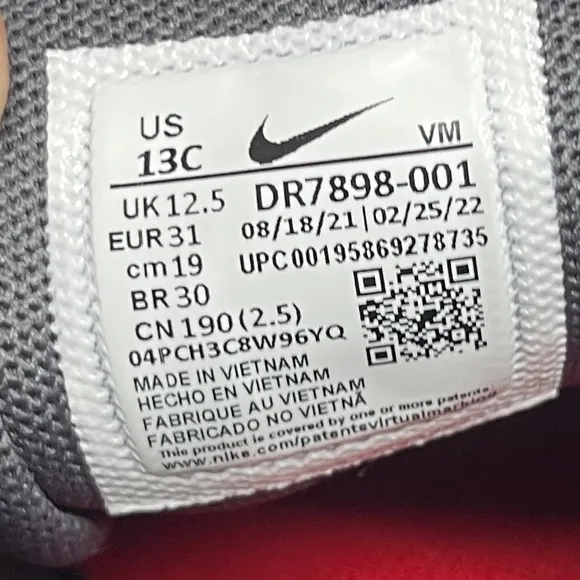 US
13C
VM
UK 12.5
DR7898-001
EUR 31
08/18/21|02/25/22
cm 19
UPC00195869278735
BR 30
CN 190(2.5)
04PCH3C8W96YQ
MADE IN VIETNAM
HECHO EN VIETNAM
FABRIQUE AU VIETNAM
FABRICADO NO VIETNÃ
This product is covered by one or more patents.
www.nike.com/patentsvirtualmarking